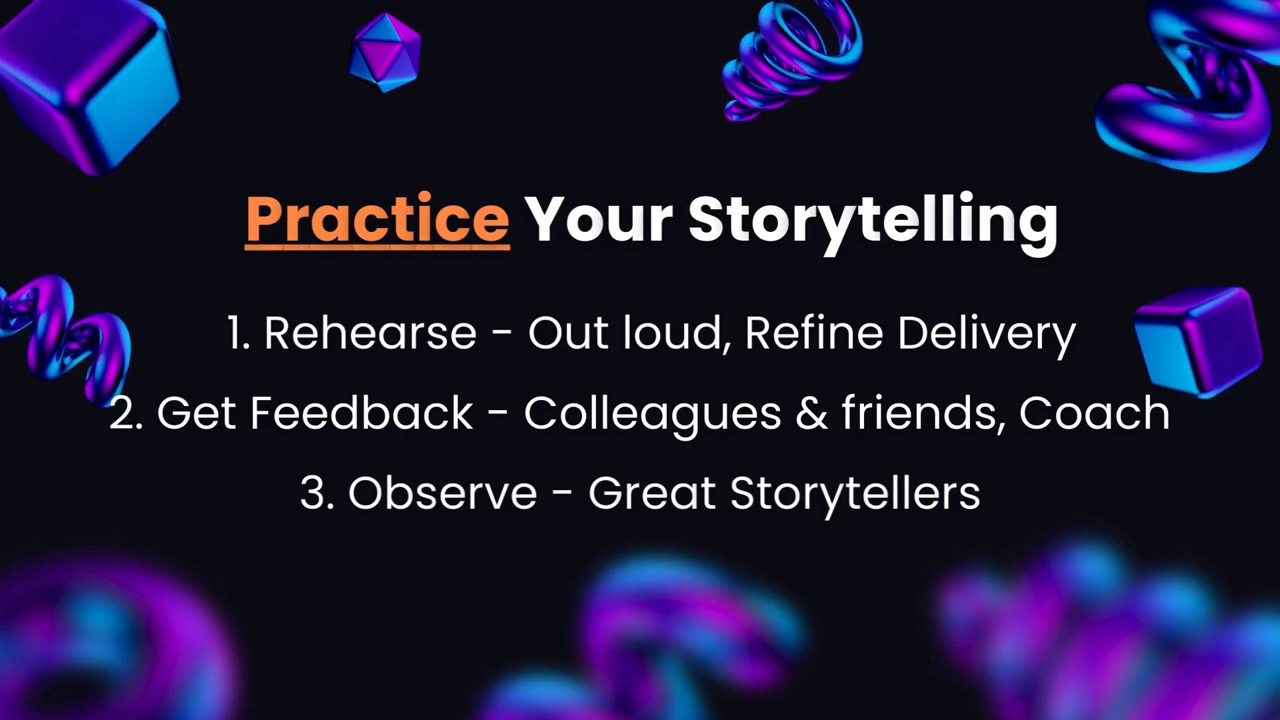 Practice Your Storytelling
1. Rehearse - Out loud, Refine Delivery
2. Get Feedback - Colleagues & friends, Coach
3. Observe - Great Storytellers